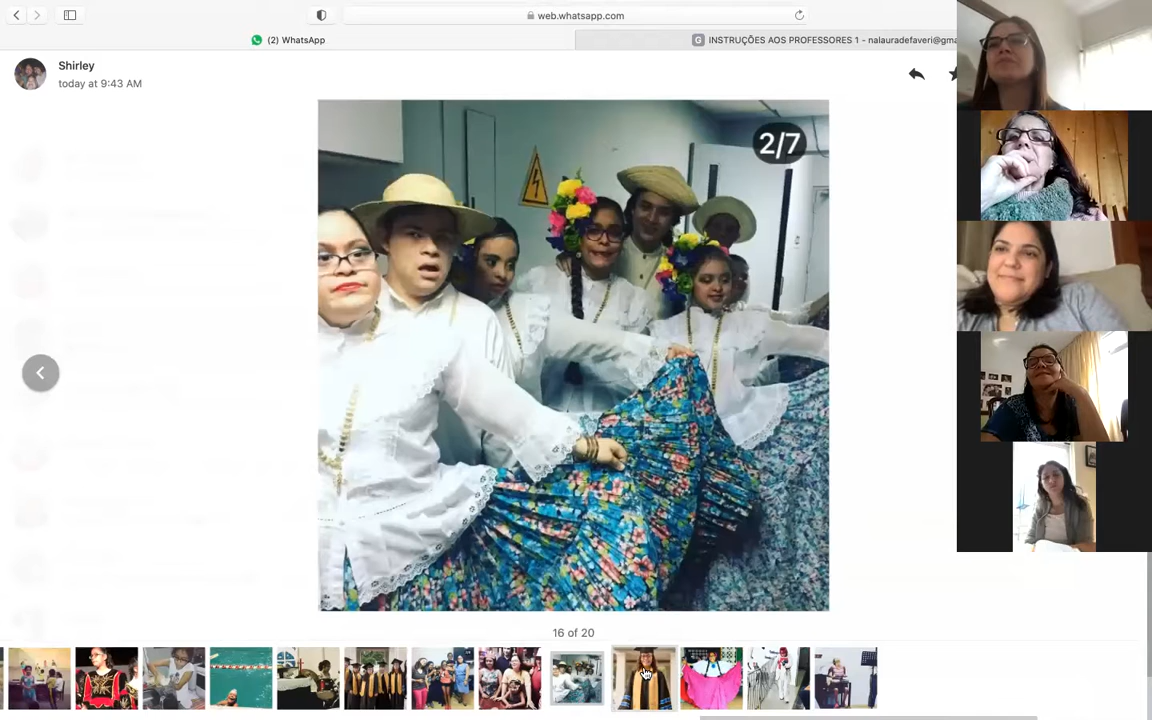 web.whatsapp.com
(2) WhatsApp
INSTRUÇÕES AOS PROFESSORES 1 - nalauradefaveri@gma
Shirley
today at 9:43 AM
2/7
16 of 20